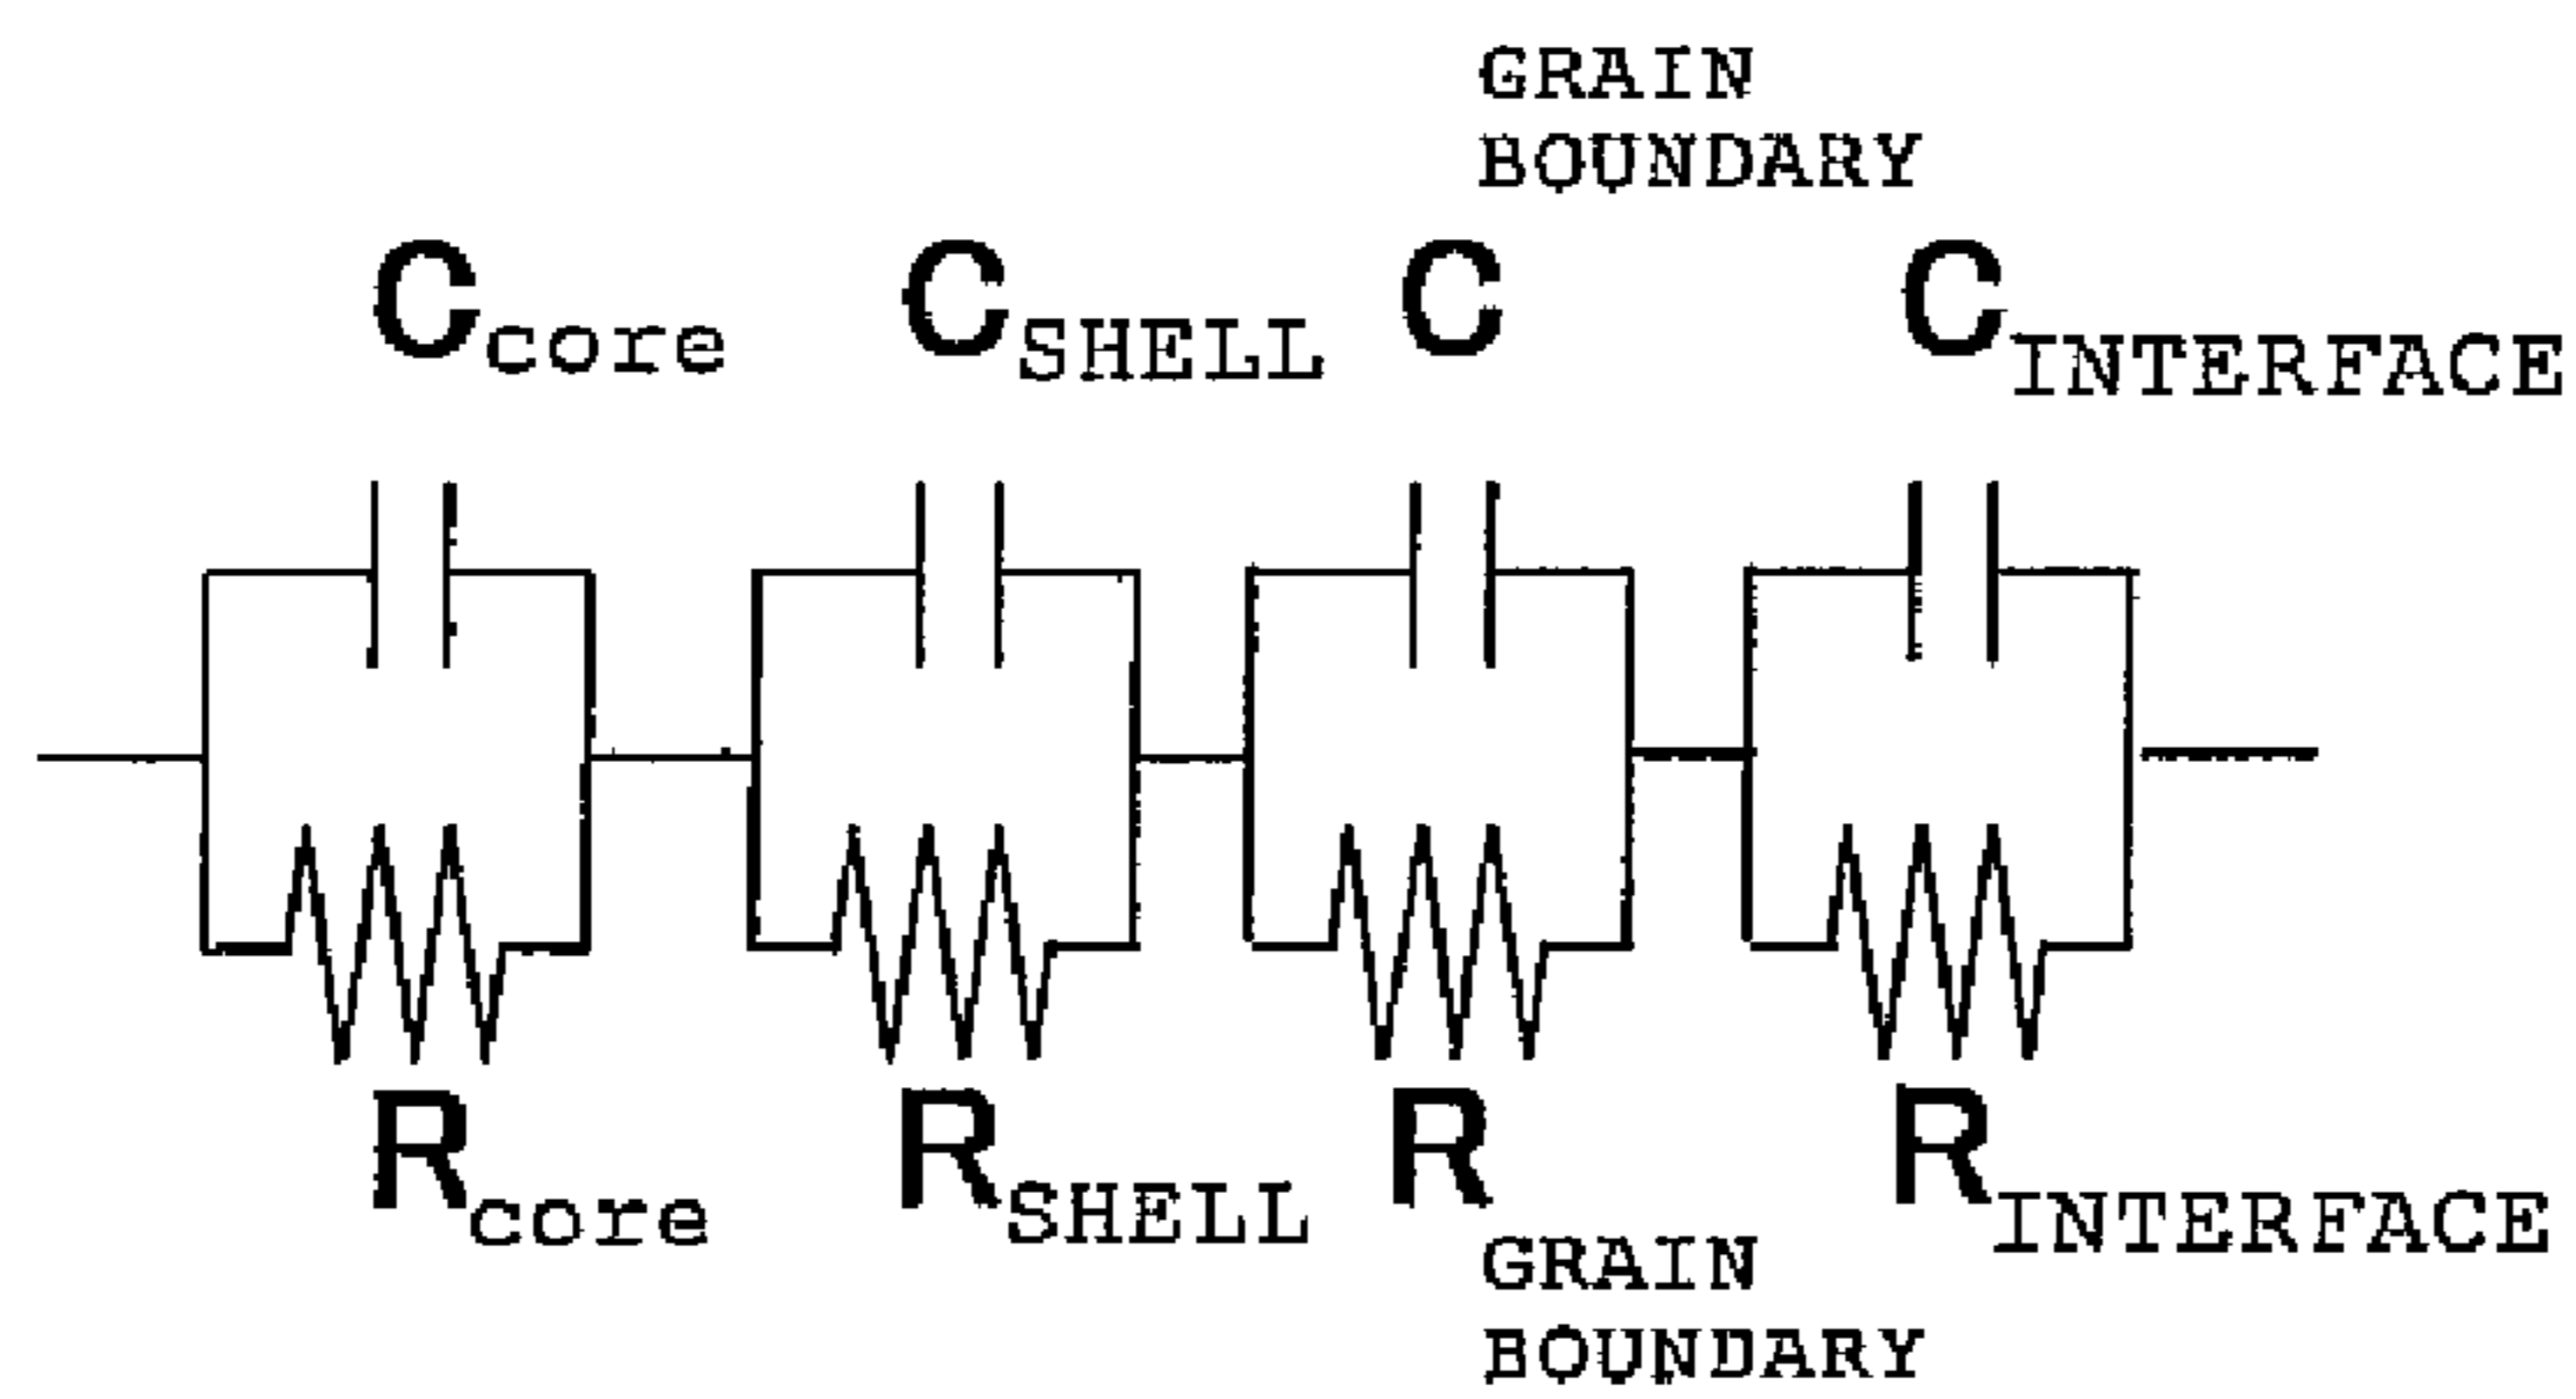 GRAIN
BOUNDARY
Ccore CSHELL C CINTERFACE
Rcore RSHELL R RINTERFACE
GRAIN
BOUNDARY